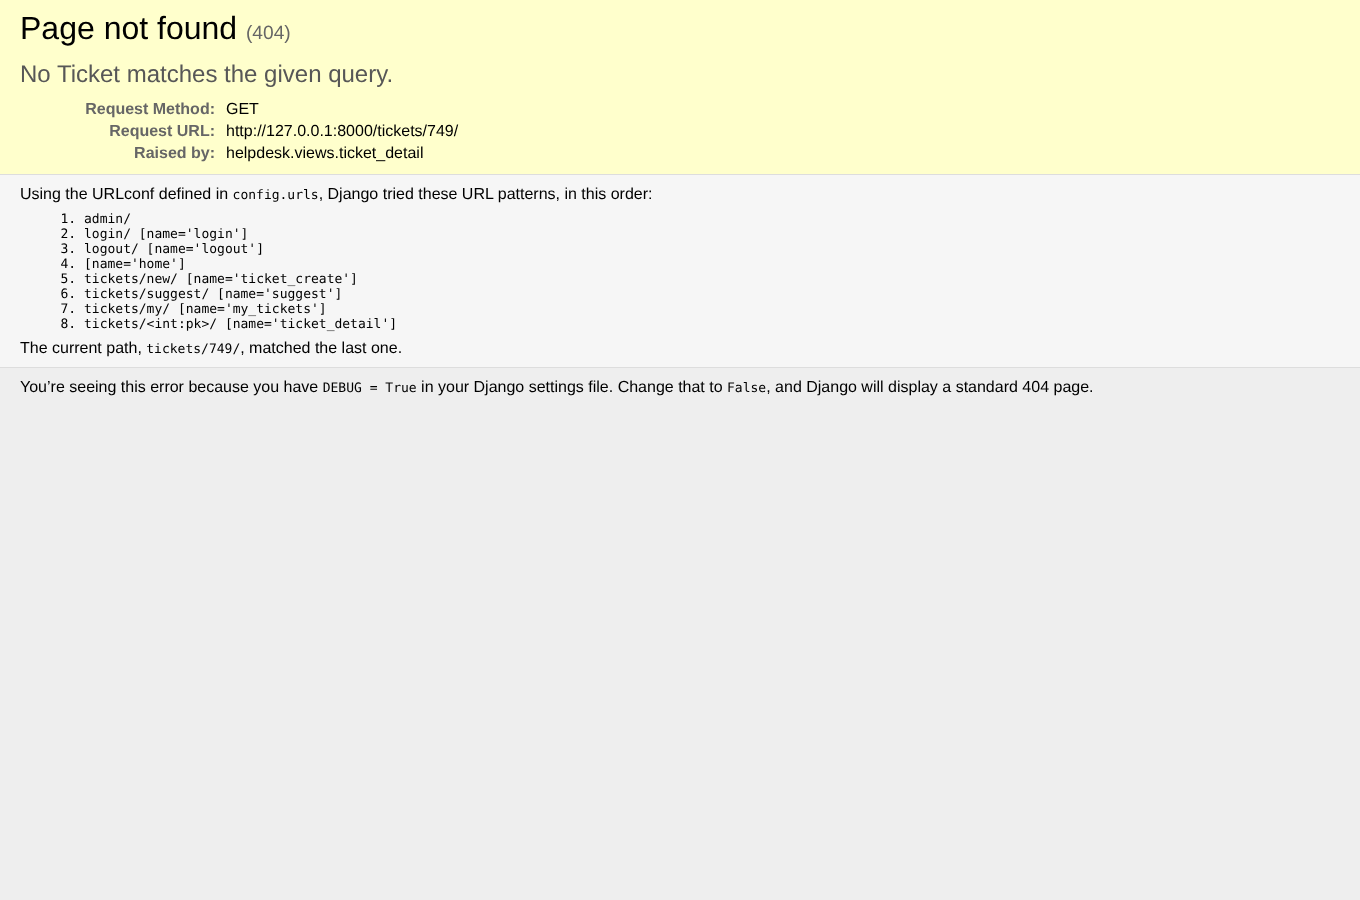 Page not found (404)
No Ticket matches the given query.
Request Method: GET
Request URL: http://127.0.0.1:8000/tickets/749/
Raised by: helpdesk.views.ticket_detail
Using the URLconf defined in config.urls, Django tried these URL patterns, in this order:
1. admin/
2. login/ [name='login']
3. logout/ [name='logout']
4. [name='home']
5. tickets/new/ [name='ticket_create']
6. tickets/suggest/ [name='suggest']
7. tickets/my/ [name='my_tickets']
8. tickets/<int:pk>/ [name='ticket_detail']
The current path, tickets/749/, matched the last one.
You’re seeing this error because you have DEBUG = True in your Django settings file. Change that to False, and Django will display a standard 404 page.